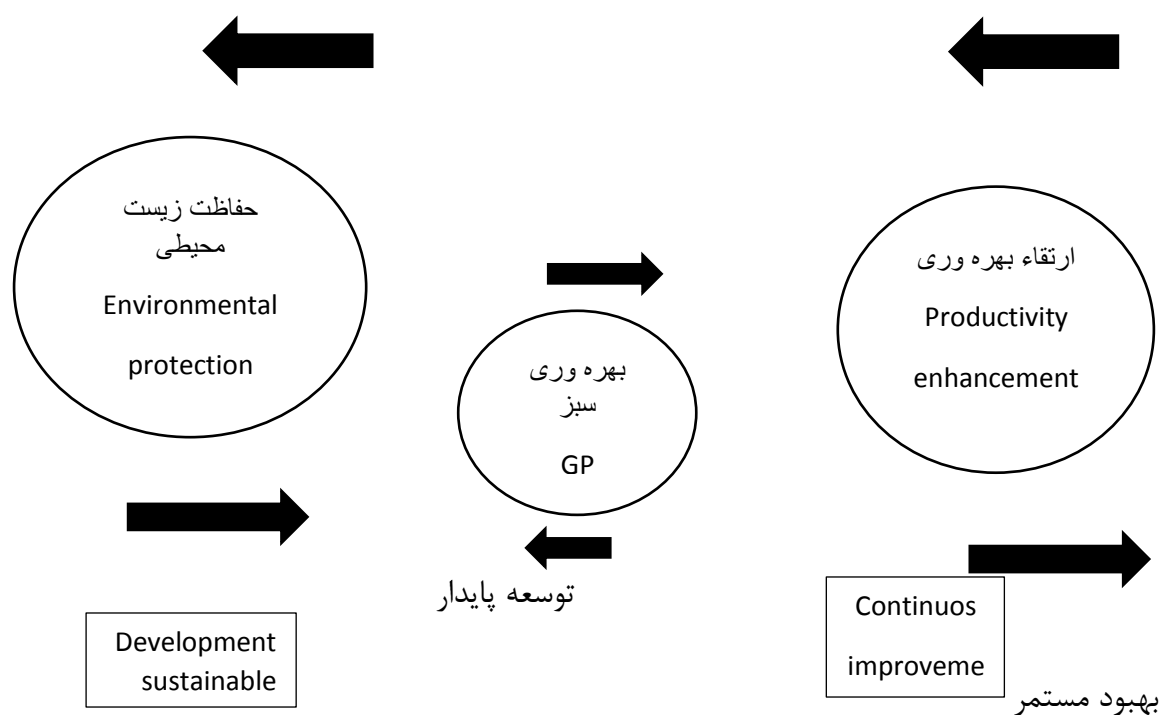 حفاظت زیست
محیطی
Environmental
protection
بهره وری
سبز
GP
ارتقاء بهره وری
Productivity
enhancement
توسعه پایدار
Development
sustainable
Continuos
improveme
بهبود مستمر